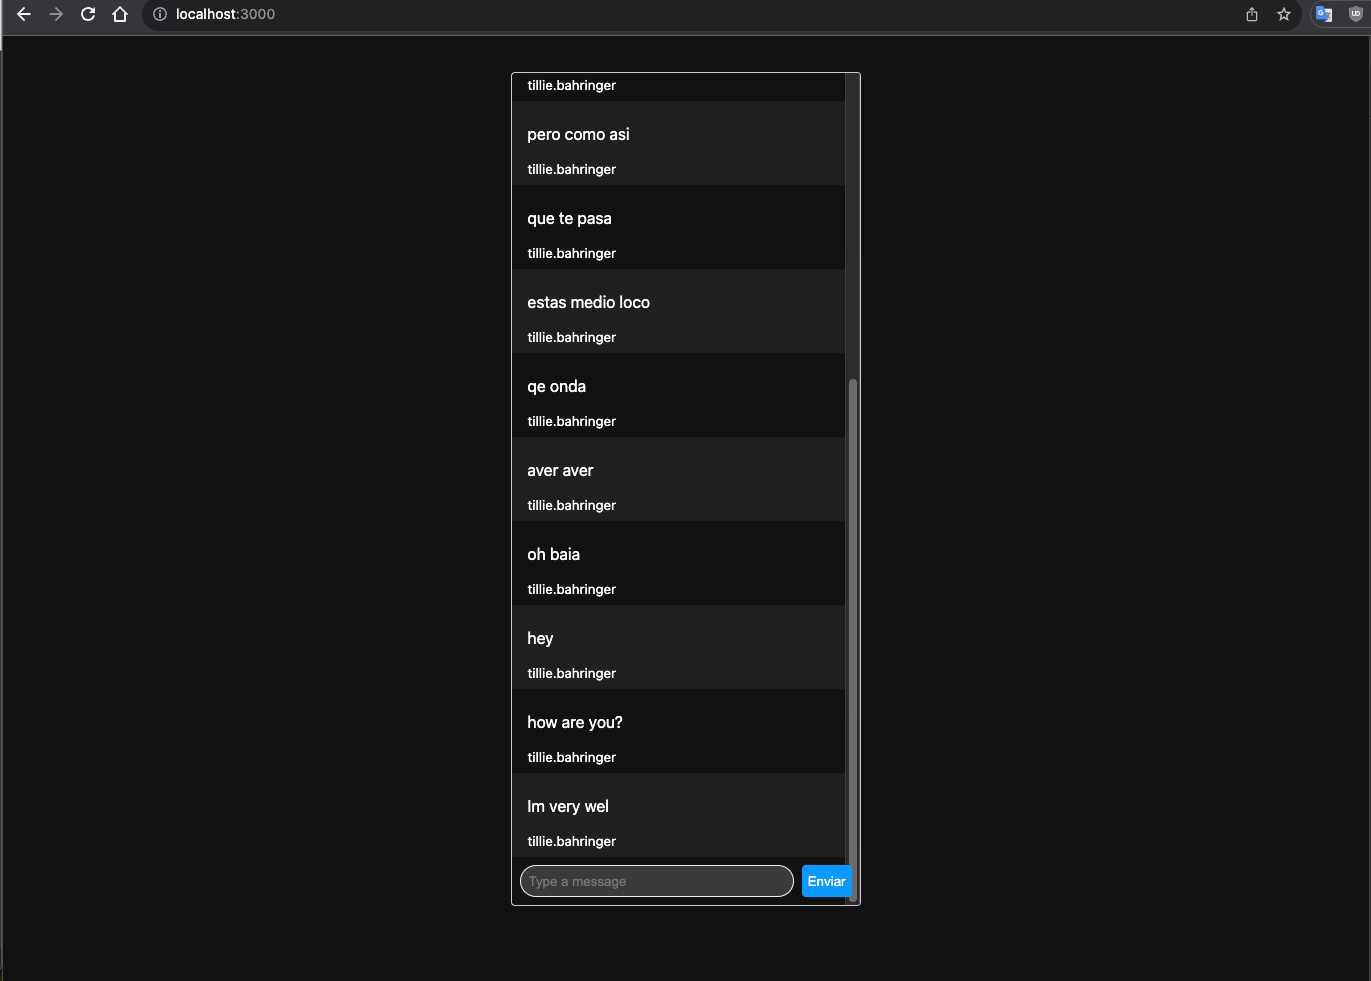 localhost:3000
tillie.bahringer
pero como asi
tillie.bahringer
que te pasa
tillie.bahringer
estas medio loco
tillie.bahringer
qe onda
tillie.bahringer
aver aver
tillie.bahringer
oh baia
tillie.bahringer
hey
tillie.bahringer
how are you?
tillie.bahringer
Im very wel
tillie.bahringer
Type a message
Enviar